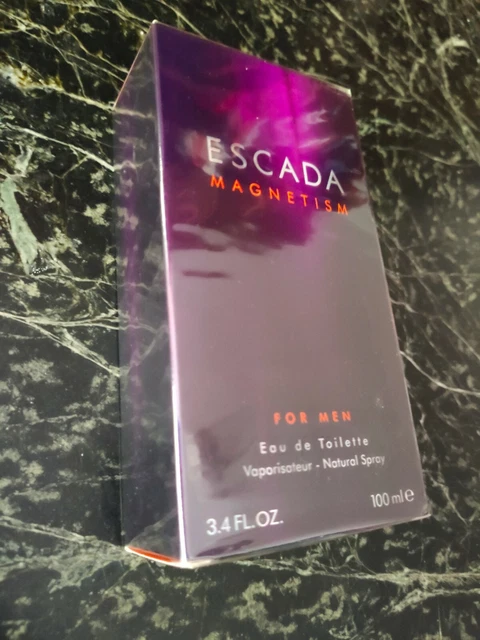 ESCADA
MAGNETISM
FOR MEN
Eau de Toilette
Vaporisateur - Natural Spray
3.4 FL.OZ.
100 ml e